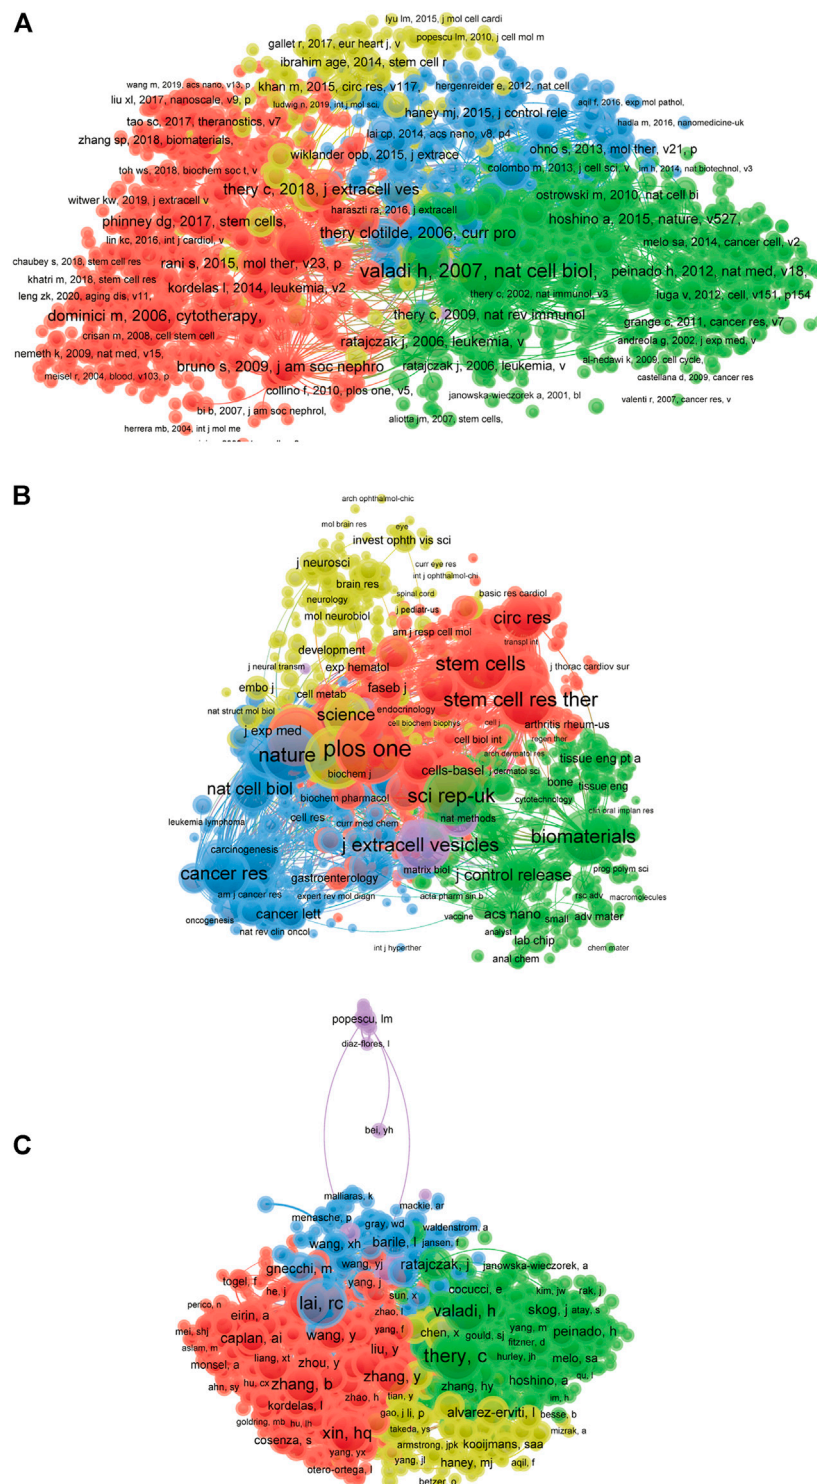 A
lyu lm, 2015, j mol cell cardi
gallet r, 2017, eur heart j, v
popescu lm, 2010, j cell mol m
ibrahim age, 2014, stem cell r
wang m, 2019, acs nano, v13, p
khan m, 2015, circ res, v117,
hergenreider e, 2012, nat cell
liu xl, 2017, nanoscale, v9, p
ludwig n, 2019, int j mol sci,
haney mj, 2015, j control rele
aqil f, 2016, exp mol pathol,
tao sc, 2017, theranostics, v7
lai cp, 2014, acs nano, v8, p4
hadla m, 2016, nanomedicine-uk
zhang sp, 2018, biomaterials,
wiklander opb, 2015, j extrace
ohno s, 2013, mol ther, v21, p
toh ws, 2018, biochem soc t, v
colombo m, 2013, j cell sci, v
im h, 2014, nat biotechnol, v3
thery c, 2018, j extracell ves
ostrowski m, 2010, nat cell bi
witwer kw, 2019, j extracell v
haraszti ra, 2016, j extracell
hoshino a, 2015, nature, v527,
phinney dg, 2017, stem cells,
thery clotilde, 2006, curr pro
lin kc, 2016, int j cardiol, v
melo sa, 2014, cancer cell, v2
chaubey s, 2018, stem cell res
rani s, 2015, mol ther, v23, p
valadi h, 2007, nat cell biol,
peinado h, 2012, nat med, v18,
khatri m, 2018, stem cell res
kordelas l, 2014, leukemia, v2
thery c, 2002, nat immunol, v3
luga v, 2012, cell, v151, p154
leng zk, 2020, aging dis, v11,
dominici m, 2006, cytotherapy,
thery c, 2009, nat rev immunol
grange c, 2011, cancer res, v7
crisan m, 2008, cell stem cell
andreola g, 2002, j exp med, v
nemeth k, 2009, nat med, v15,
ratajczak j, 2006, leukemia, v
al-nedawi k, 2009, cell cycle,
bruno s, 2009, j am soc nephro
ratajczak j, 2006, leukemia, v
meisel r, 2004, blood, v103, p
castellana d, 2009, cancer res
collino f, 2010, plos one, v5,
janowska-wieczorek a, 2001, bl
valenti r, 2007, cancer res, v
bi b, 2007, j am soc nephrol,
aliotta jm, 2007, stem cells,
herrera mb, 2004, int j mol me
B
arch ophthalmol-chic
mol brain res
eye
invest ophth vis sci
j neurosci
curr eye res
int j ophthalmol-chi
brain res
spinal cord
basic res cardiol
neurology
j pediatr-us
circ res
mol neurobiol
am j resp cell mol
transpl int
development
stem cells
j neural transm
exp hematol
j thorac cardiov sur
embo j
cell metab
faseb j
stem cell res ther
nat struct mol biol
endocrinology
science
cell biochem biophys
cell j
arthritis rheum-us
j exp med
cell biol int
regen ther
nature
plos one
arch dermatol res
tissue eng pt a
biochem j
cells-basel
j dermatol sci
bone
nat cell biol
tissue eng
biochem pharmacol
sci rep-uk
cytotechnology
clin oral implan res
cell res
nat methods
leukemia lymphoma
curr med chem
biomaterials
carcinogenesis
j extracell vesicles
matrix biol
prog polym sci
cancer res
gastroenterology
j control release
am j cancer res
expert rev mol diagn
acta pharm sin b
rsc adv
macromolecules
oncogenesis
cancer lett
vaccine
acs nano
small
adv mater
nat rev clin oncol
analyst
lab chip
int j hyperther
chem mater
anal chem
popescu, lm
diaz-flores, l
bei, yh
C
malliaras, k
mackie, ar
menasche, p
gray, wd
waldenstrom, a
wang, xh
barile, l
jansen, f
gnecchi, m
wang, yj
ratajczak, j
janowska-wieczorek, a
togel, f
yang, j
cocucci, e
kim, jw
rak, j
he, j
sun, x
perico, n
lai, rc
zhao, l
valadi, h
skog, j
atay, s
eirin, a
yang, f
chen, x
gould, sj
yang, m
peinado, h
mei, shj
caplan, ai
wang, y
fitzner, d
aslam, m
liu, y
thery, c
hurley, jh
melo, sa
monsel, a
liang, xt
zhou, y
qu, l
ahn, sy
hu, cx
zhang, b
zhang, y
zhang, hy
hoshino, a
kordelas, l
zhao, h
tian, y
im, h
goldring, mb
hu, lh
gao, j
li, p
alvarez-erviti, l
besse, b
cosenza, s
xin, hq
takeda, ys
mizrak, a
yang, yx
armstrong, jpk
kooijmans, saa
otero-ortega, l
yang, jl
haney, mj
aqil, f
betzer, o